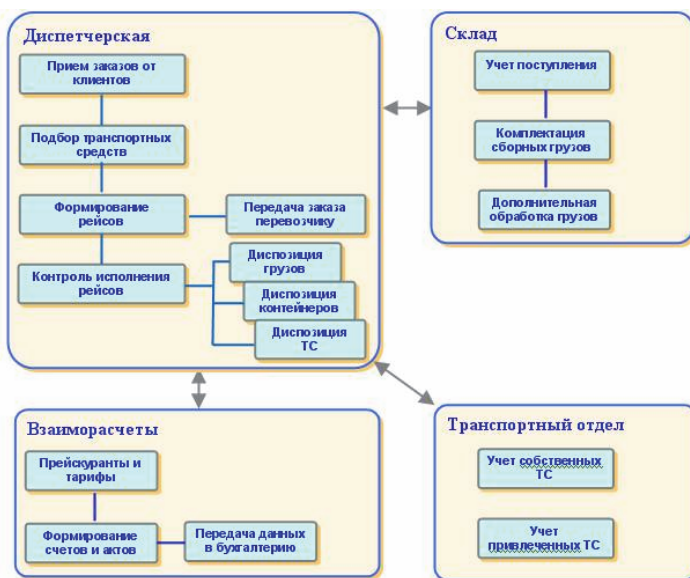 Диспетчерская
Прием заказов от
клиентов
Подбор транспортных
средств
Формирование
рейсов
Передача заказа
перевозчику
Контроль исполнения
рейсов
Диспозиция
грузов
Диспозиция
контейнеров
Диспозиция
ТС
Склад
Учет поступления
Комплектация
сборных грузов
Дополнительная
обработка грузов
Взаиморасчеты
Прейскуранты и
тарифы
Формирование
счетов и актов
Передача данных
в бухгалтерию
Транспортный отдел
Учет собственных
ТС
Учет
привлеченных ТС